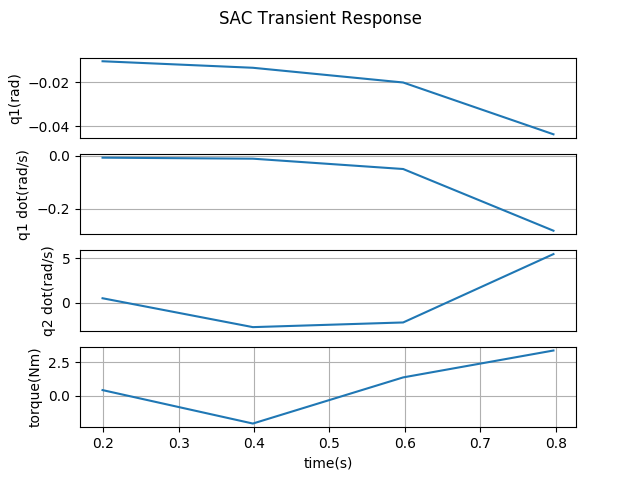 SAC Transient Response
−0.02
−0.04
q1(rad)
0.0
−0.2
q1 dot(rad/s)
5
0
q2 dot(rad/s)
2.5
0.0
torque(Nm)
0.2 0.3 0.4 0.5 0.6 0.7 0.8
time(s)